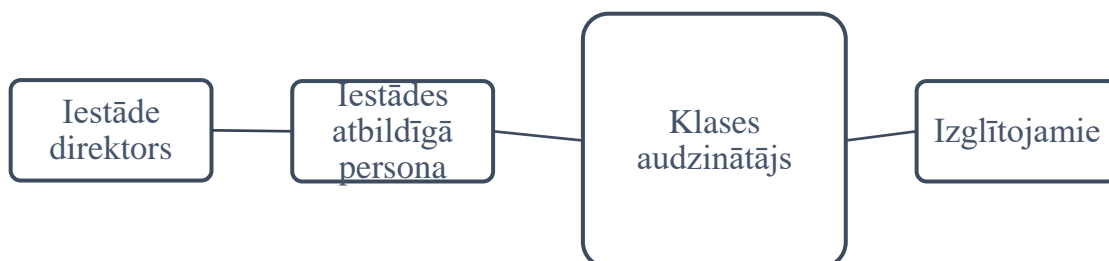 Iestāde
direktors
Iestādes
atbildīgā
persona
Klases
audzinātājs
Izglītojamie